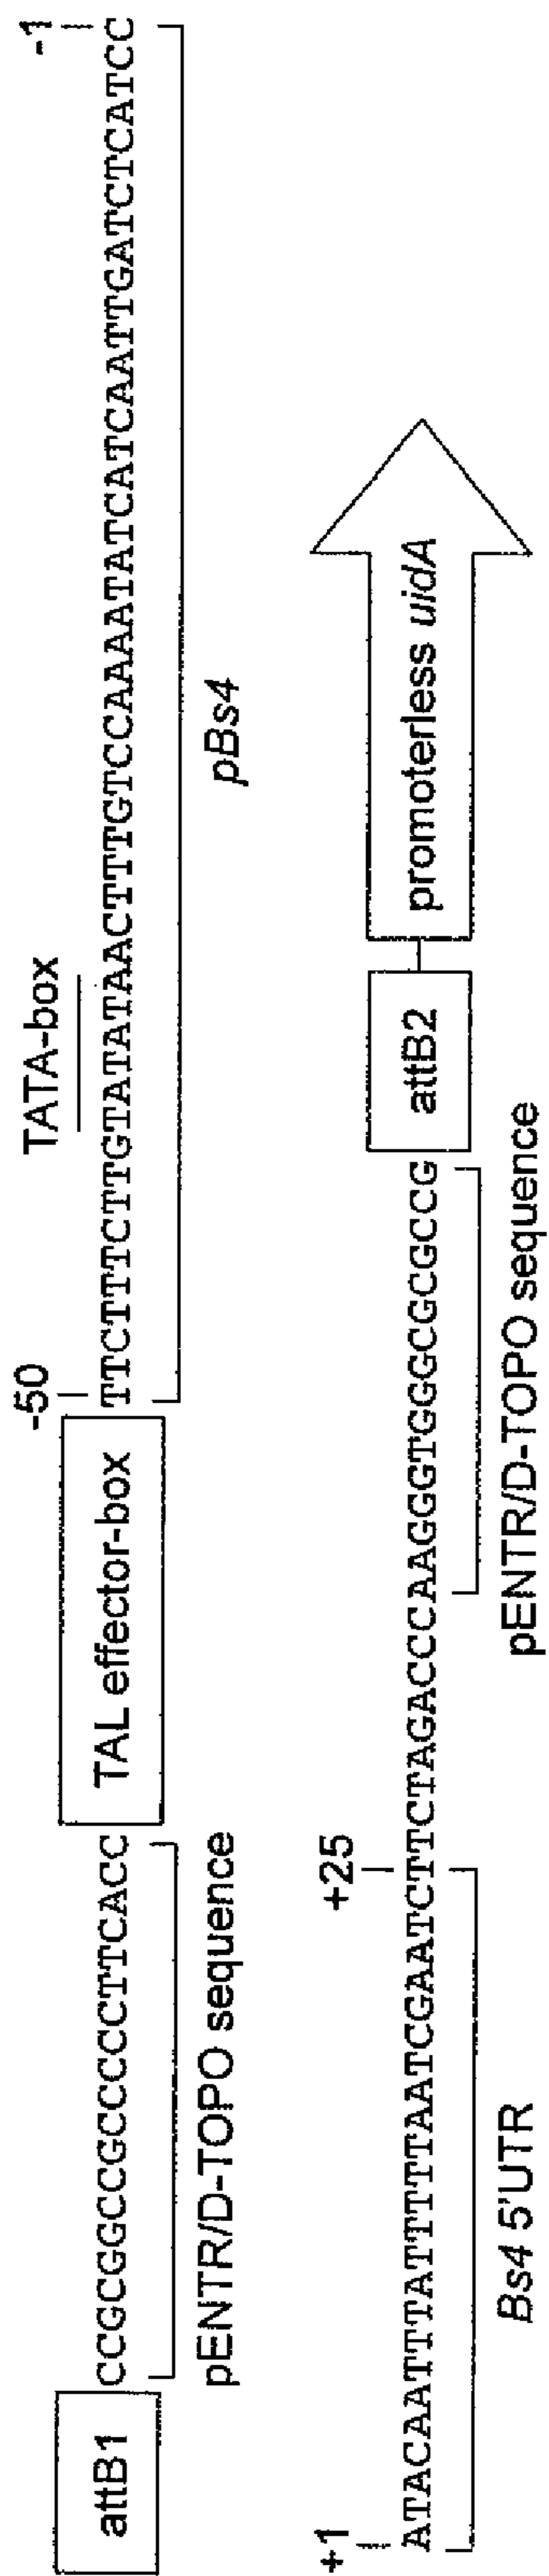 -50 TATA-box -1
attB1 CCGCGGCCGCCCCCTTCACC TAL effector-box TTCTTTCTTGTATATAACTTTGTCCAAAATATCATCAATTGATCTCATCC
pENTR/D-TOPO sequence pBs4
+1 +25
ATACAATTTATTTTTAATCGAATCTTCTAGACCCAAGGGTGGGCGCGCCG attB2 promoterless uidA
Bs4 5'UTR pENTR/D-TOPO sequence